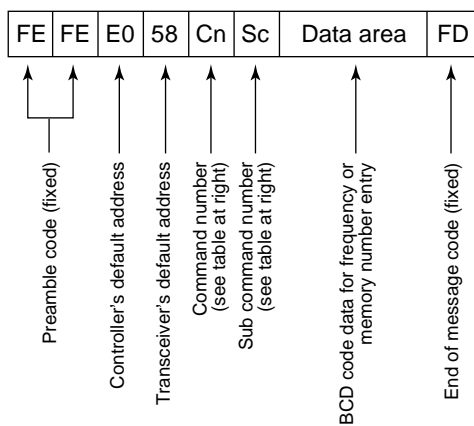 FE FE E0 58 Cn Sc Data area FD
Preamble code (fixed)
Controller's default address
Transceiver's default address
Command number
(see table at right)
Sub command number
(see table at right)
BCD code data for frequency or
memory number entry
End of message code (fixed)